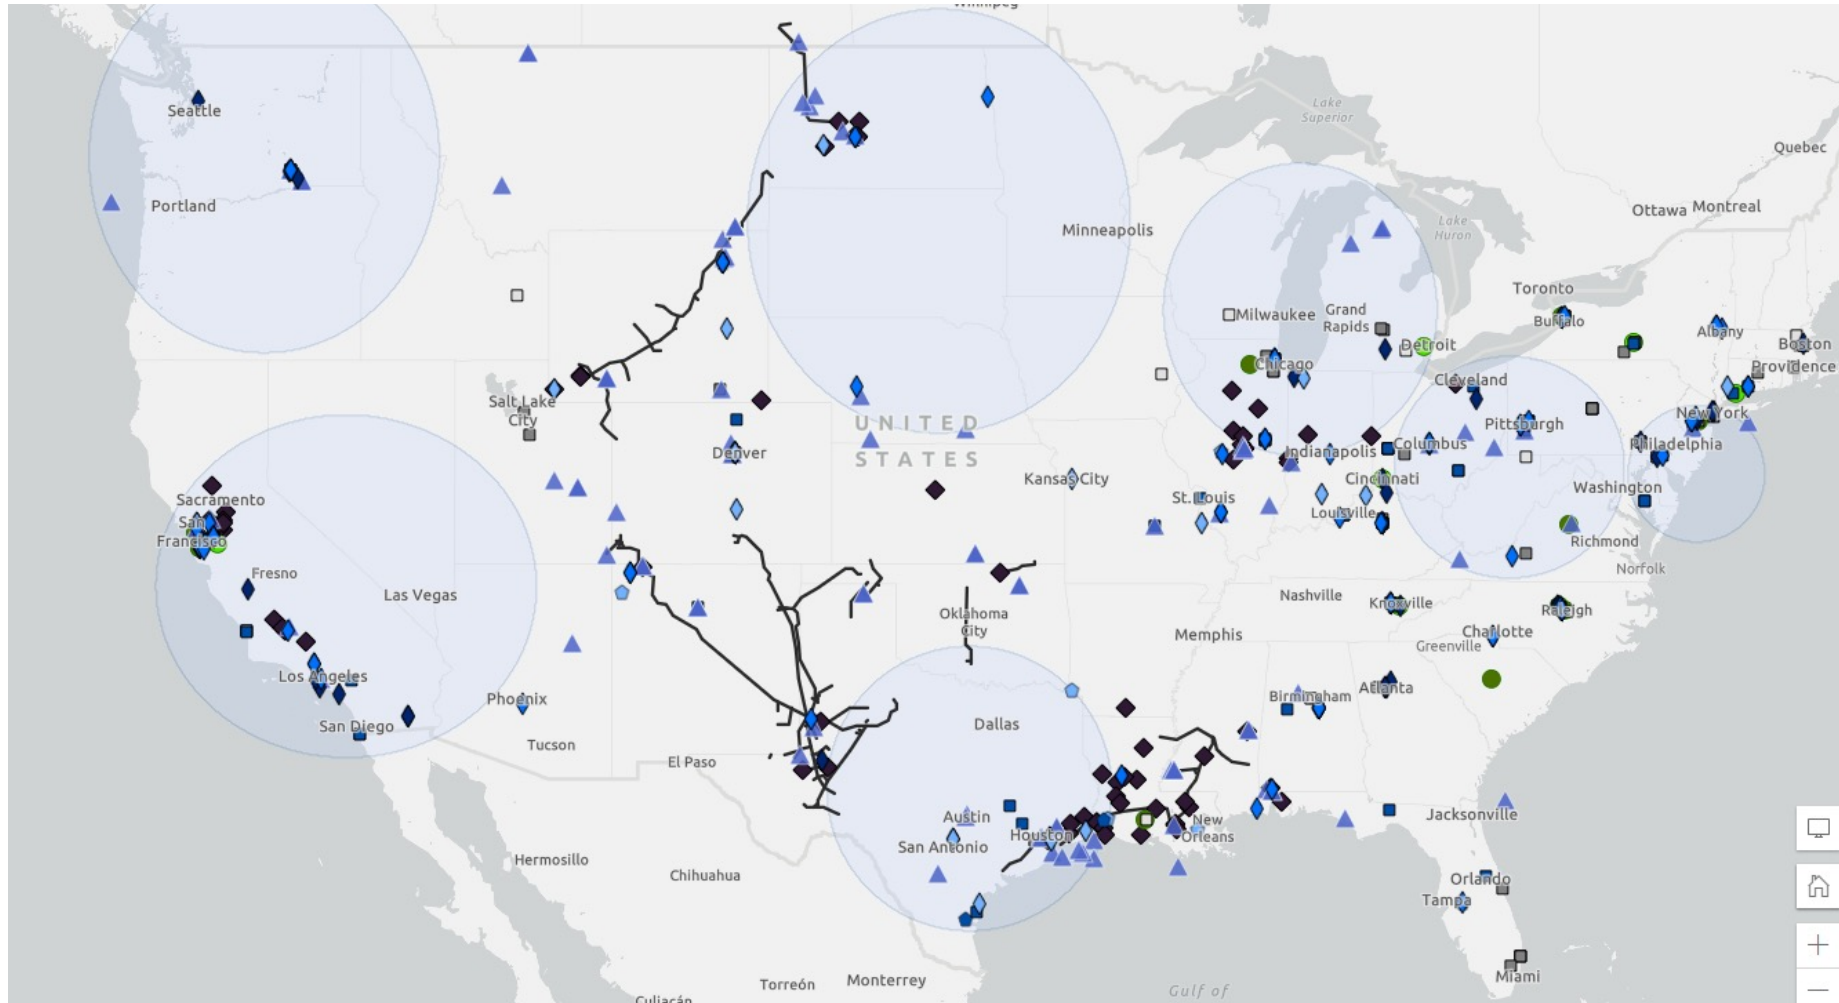 Winnipeg
Seattle
Portland
Lake
Superior
Quebec
Ottawa
Montreal
Minneapolis
Lake
Huron
Toronto
Milwaukee
Grand
Rapids
Buffalo
Albany
Boston
Detroit
Chicago
Providence
Cleveland
Salt Lake
City
New York
UNITED
STATES
Pittsburgh
Denver
Indianapolis
Columbus
Philadelphia
Kansas City
Cincinnati
Washington
Sacramento
St. Louis
Louisville
San
Francisco
Richmond
Fresno
Norfolk
Las Vegas
Nashville
Knoxville
Raleigh
Oklahoma
City
Memphis
Charlotte
Greenville
Los Angeles
Phoenix
Birmingham
Atlanta
San Diego
Dallas
Tucson
El Paso
Austin
Jacksonville
Houston
New
Orleans
San Antonio
Hermosillo
Chihuahua
Orlando
Tampa
Miami
Torreón
Monterrey
Gulf of
Culiacán